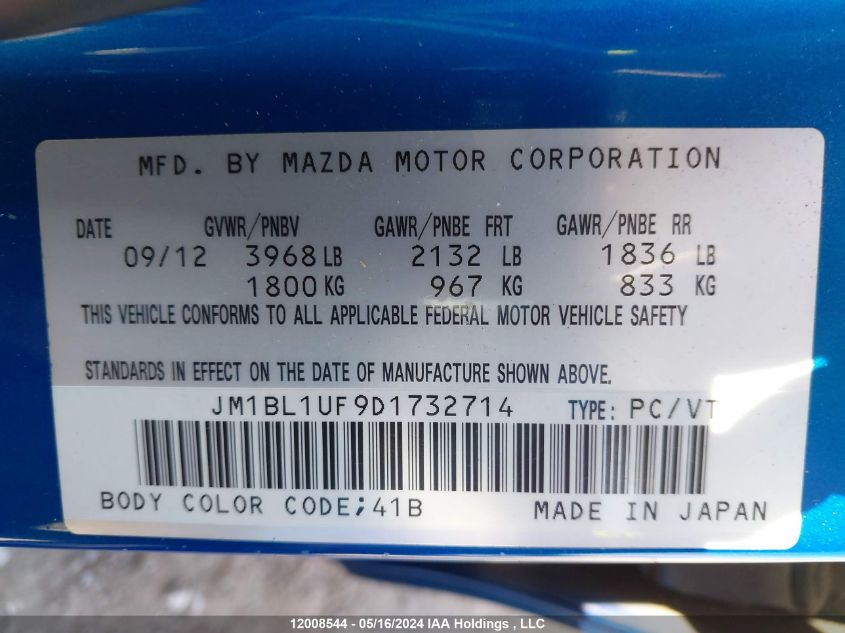 MFD. BY MAZDA MOTOR CORPORATION
DATE GVWR/PNBV GAWR/PNBE FRT GAWR/PNBE RR
09/12 3968 LB 2132 LB 1836 LB
1800 KG 967 KG 833 KG
THIS VEHICLE CONFORMS TO ALL APPLICABLE FEDERAL MOTOR VEHICLE SAFETY
STANDARDS IN EFFECT ON THE DATE OF MANUFACTURE SHOWN ABOVE.
JM1BL1UF9D1732714 TYPE: PC/VT
BODY COLOR CODE;41B MADE IN JAPAN
12008544 - 05/16/2024 IAA Holdings , LLC